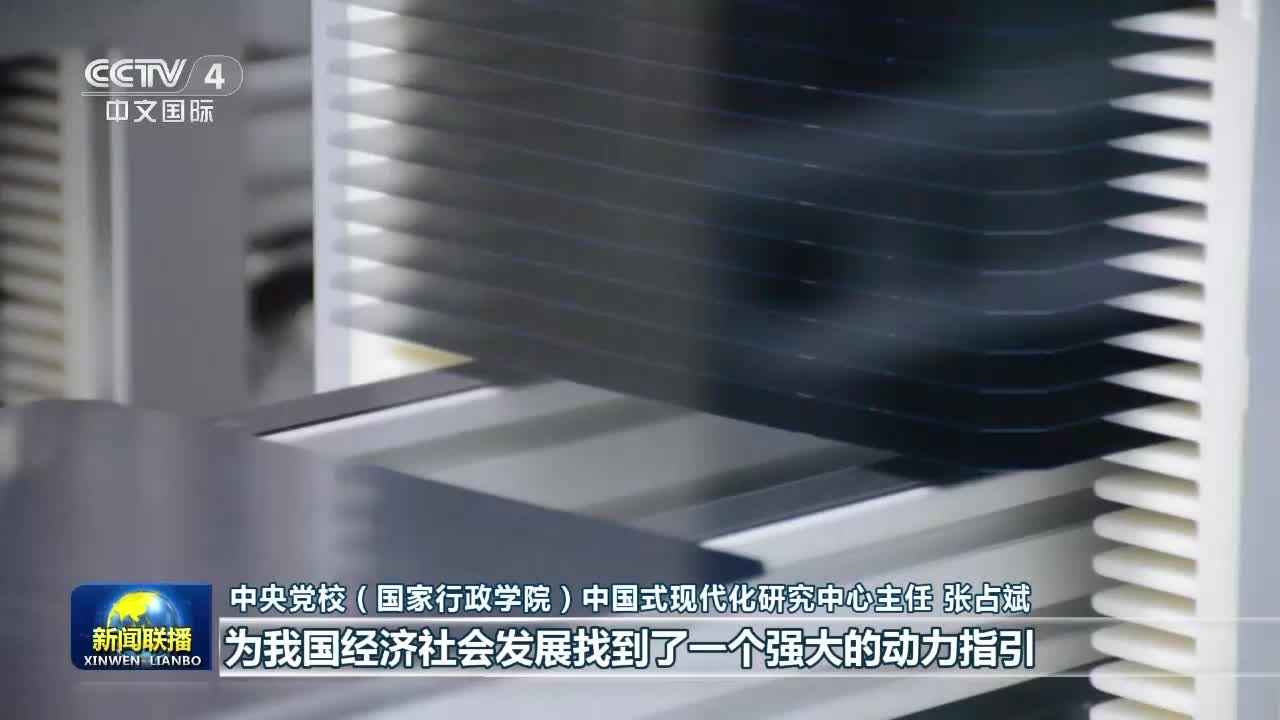 CCTV 4
中文国际
中央党校(国家行政学院)中国式现代化研究中心主任 张占斌
新闻联播
XINWEN LIANBO
为我国经济社会发展找到了一个强大的动力指引